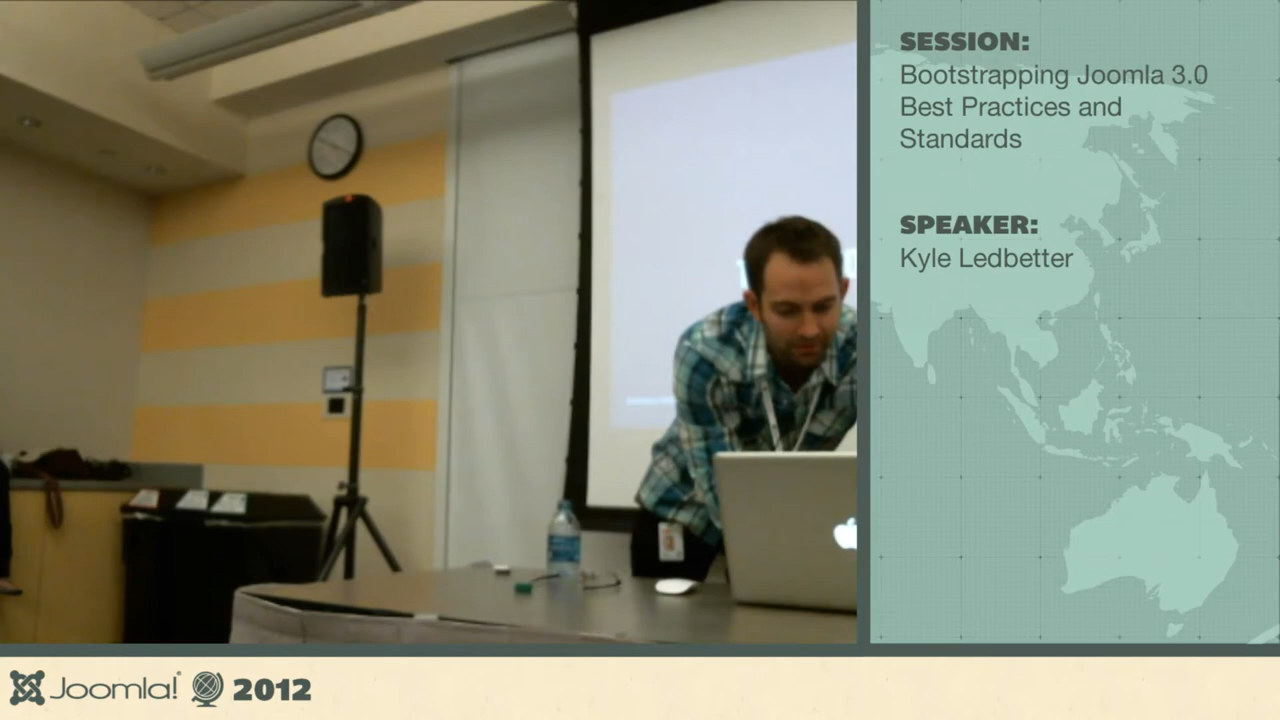 SESSION:
Bootstrapping Joomla 3.0
Best Practices and
Standards
SPEAKER:
Kyle Ledbetter
Joomla!® 2012